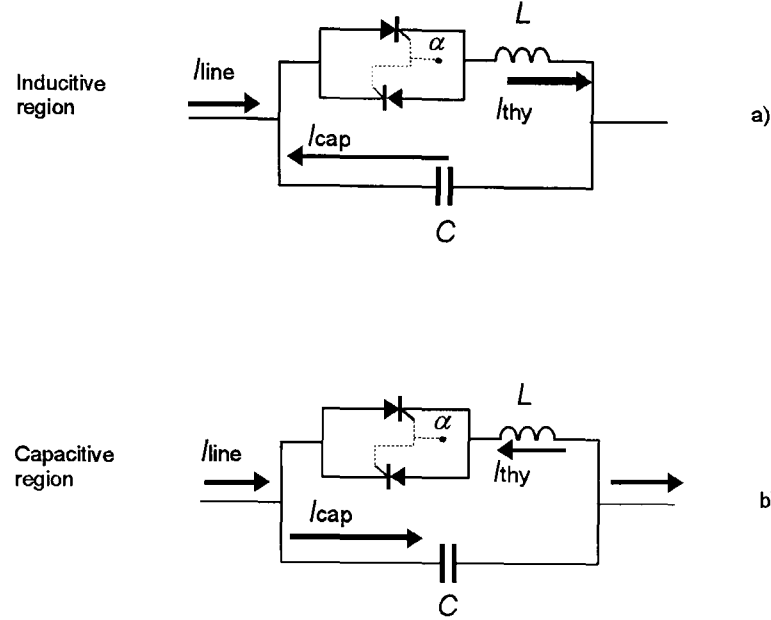 L
α
Iline
Inducitive
region
Ithy
a)
Icap
C
L
α
Capacitive
region
Iline
Ithy
Icap
b
C